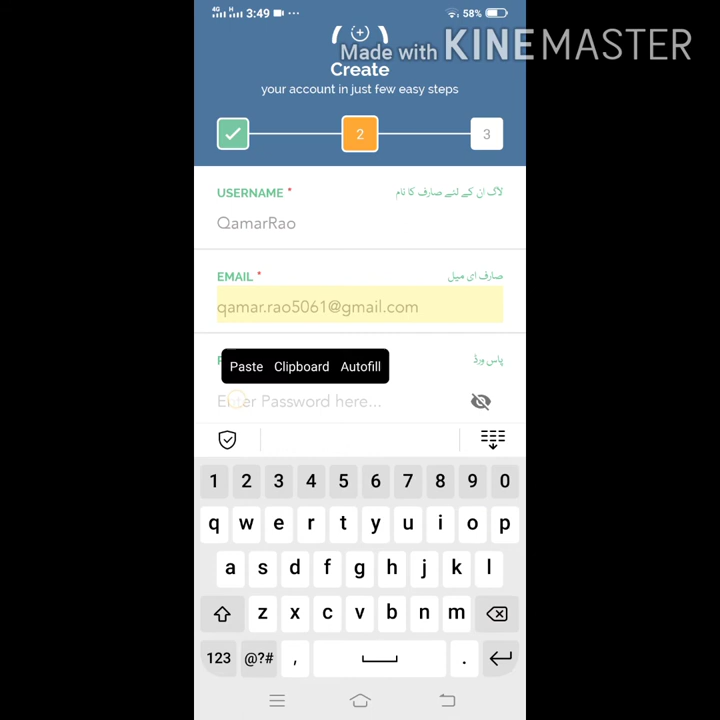 4G H 3:49 58%
Made with KINEMASTER
Create
your account in just few easy steps
2 3
USERNAME * لاگ ان کے لئے صارف کا نام
QamarRao
EMAIL * صارف ای میل
qamar.rao5061@gmail.com
پاس ورڈ
Paste Clipboard Autofill
Enter Password here...
1 2 3 4 5 6 7 8 9 0
q w e r t y u i o p
a s d f g h j k l
z x c v b n m
123 @?# , .